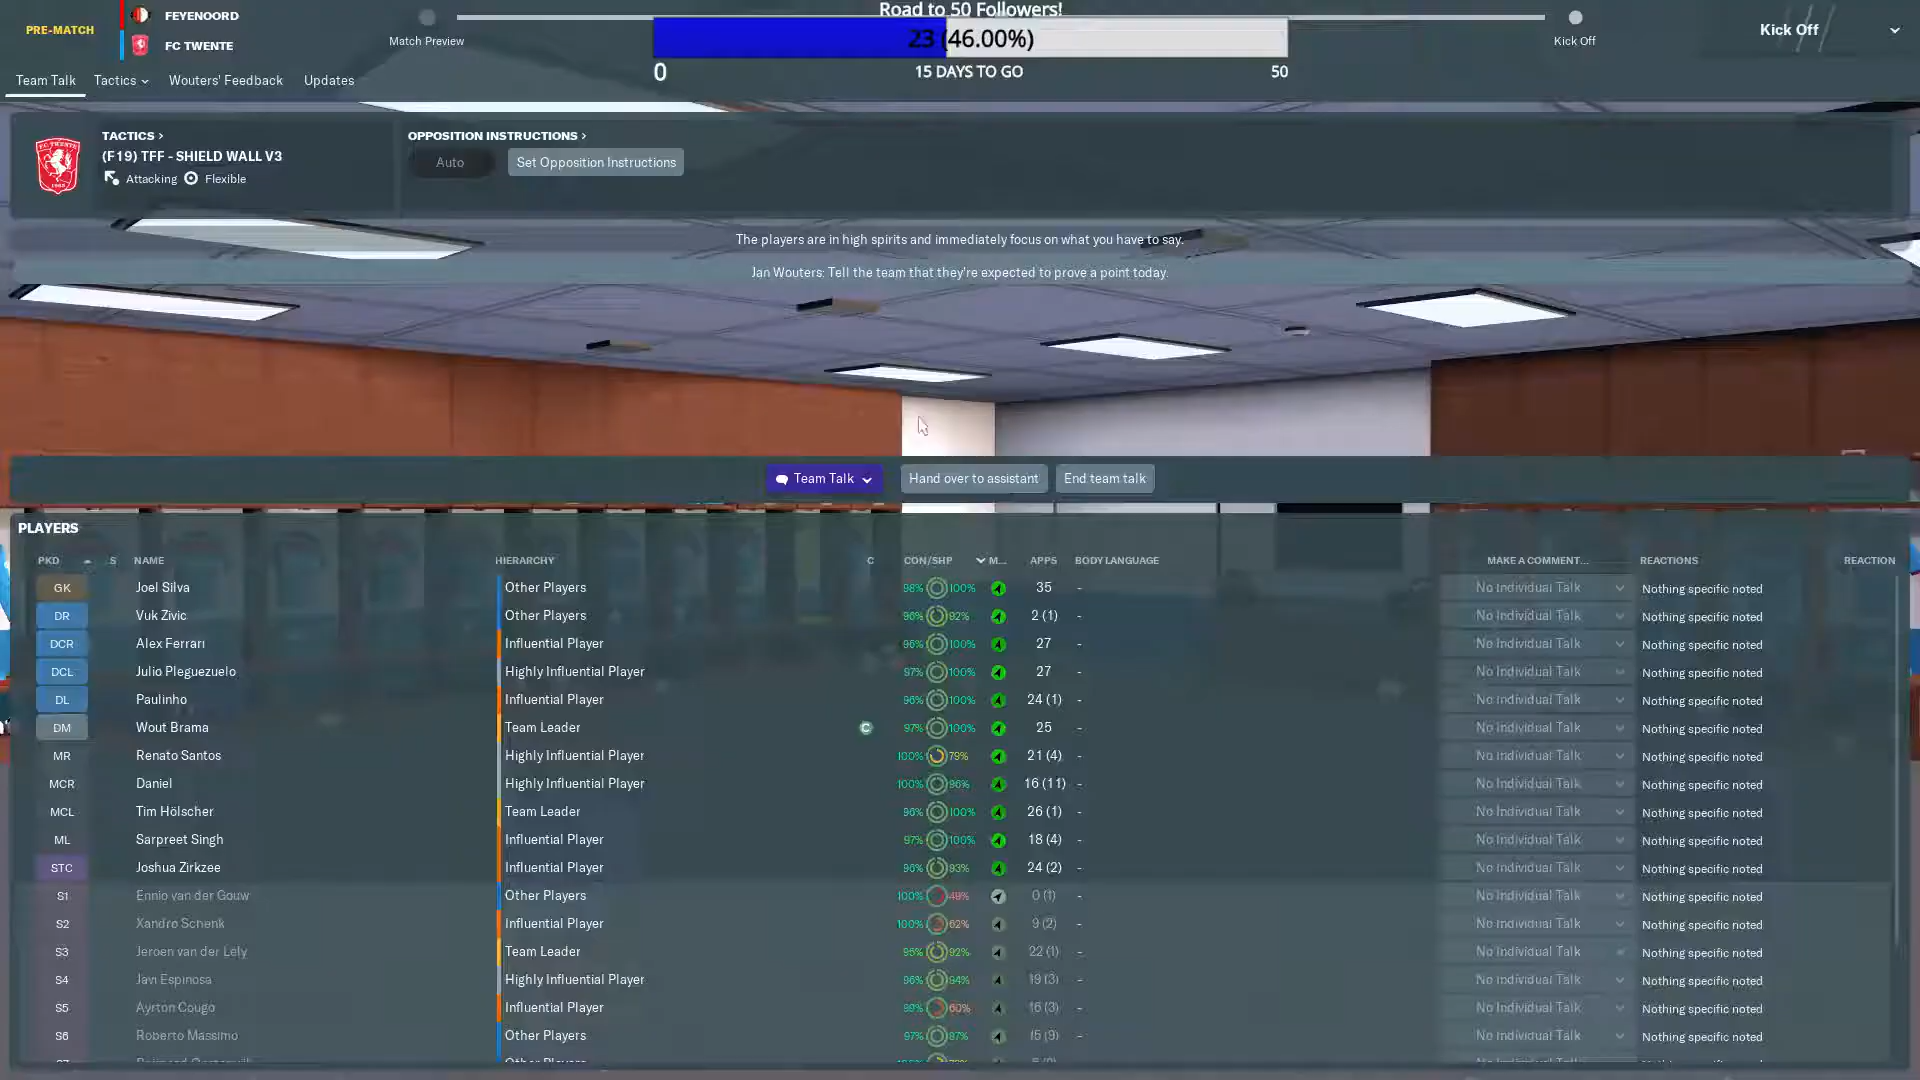 PRE-MATCH
FEYENOORD
FC TWENTE
Match Preview
Road to 50 Followers!
23 (46.00%)
0 15 DAYS TO GO 50
Kick Off
Kick Off
Team Talk Tactics Wouters' Feedback Updates
TACTICS >
(F19) TFF - SHIELD WALL V3
Attacking Flexible
OPPOSITION INSTRUCTIONS >
Auto Set Opposition Instructions
The players are in high spirits and immediately focus on what you have to say.
Jan Wouters: Tell the team that they're expected to prove a point today.
Team Talk Hand over to assistant End team talk
PLAYERS
PKD S NAME HIERARCHY C CON/SHP M... APPS BODY LANGUAGE MAKE A COMMENT... REACTIONS REACTION
GK Joel Silva Other Players 98% 100% 35 - No Individual Talk Nothing specific noted
DR Vuk Zivic Other Players 96% 92% 2 (1) - No Individual Talk Nothing specific noted
DCR Alex Ferrari Influential Player 96% 100% 27 - No Individual Talk Nothing specific noted
DCL Julio Pleguezuelo Highly Influential Player 97% 100% 27 - No Individual Talk Nothing specific noted
DL Paulinho Influential Player 96% 100% 24 (1) - No Individual Talk Nothing specific noted
DM Wout Brama Team Leader C 97% 100% 25 - No Individual Talk Nothing specific noted
MR Renato Santos Highly Influential Player 100% 79% 21 (4) - No Individual Talk Nothing specific noted
MCR Daniel Highly Influential Player 100% 96% 16 (11) - No Individual Talk Nothing specific noted
MCL Tim Hölscher Team Leader 96% 100% 26 (1) - No Individual Talk Nothing specific noted
ML Sarpreet Singh Influential Player 97% 100% 18 (4) - No Individual Talk Nothing specific noted
STC Joshua Zirkzee Influential Player 96% 93% 24 (2) - No Individual Talk Nothing specific noted
S1 Ennio van der Gouw Other Players 100% 49% 0 (1) - No Individual Talk Nothing specific noted
S2 Xandro Schenk Influential Player 100% 62% 9 (2) - No Individual Talk Nothing specific noted
S3 Jeroen van der Lely Team Leader 95% 92% 22 (1) - No Individual Talk Nothing specific noted
S4 Javi Espinosa Highly Influential Player 96% 94% 19 (3) - No Individual Talk Nothing specific noted
S5 Ayrton Cougo Influential Player 99% 60% 16 (3) - No Individual Talk Nothing specific noted
S6 Roberto Massimo Other Players 97% 87% 15 (9) - No Individual Talk Nothing specific noted